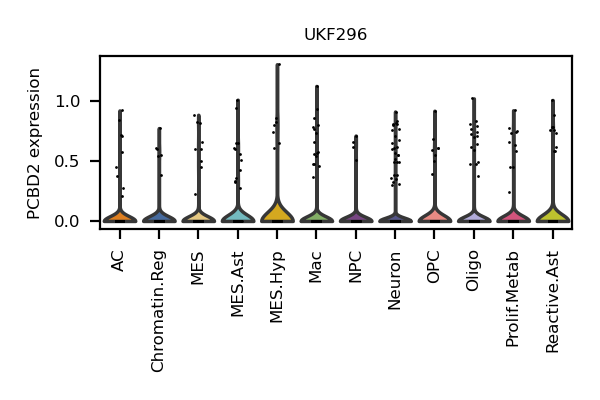 UKF296
PCBD2 expression
1.0
0.5
0.0
AC
Chromatin.Reg
MES
MES.Ast
MES.Hyp
Mac
NPC
Neuron
OPC
Oligo
Prolif.Metab
Reactive.Ast